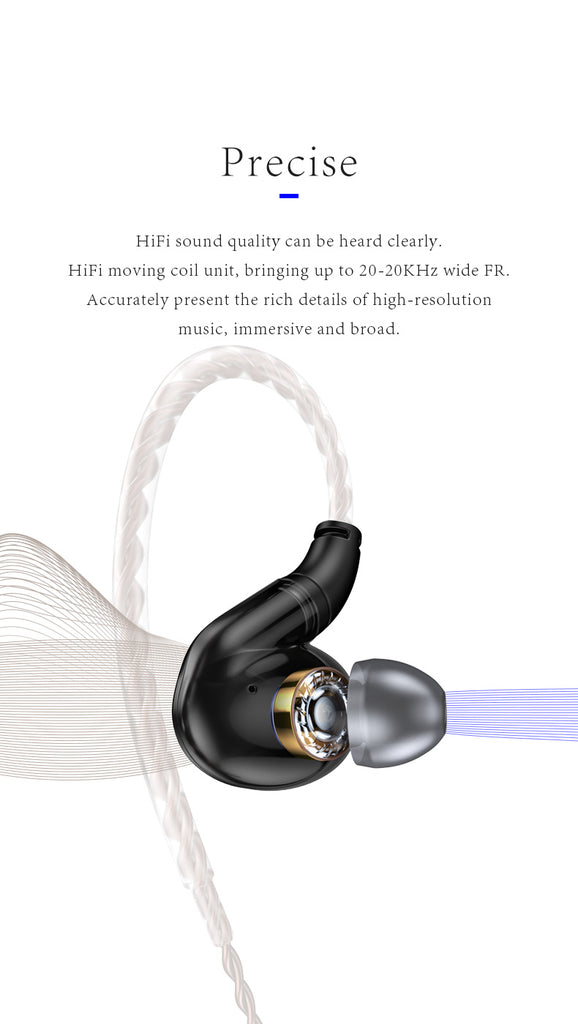 Precise
HiFi sound quality can be heard clearly.
HiFi moving coil unit, bringing up to 20-20KHz wide FR.
Accurately present the rich details of high-resolution
music, immersive and broad.